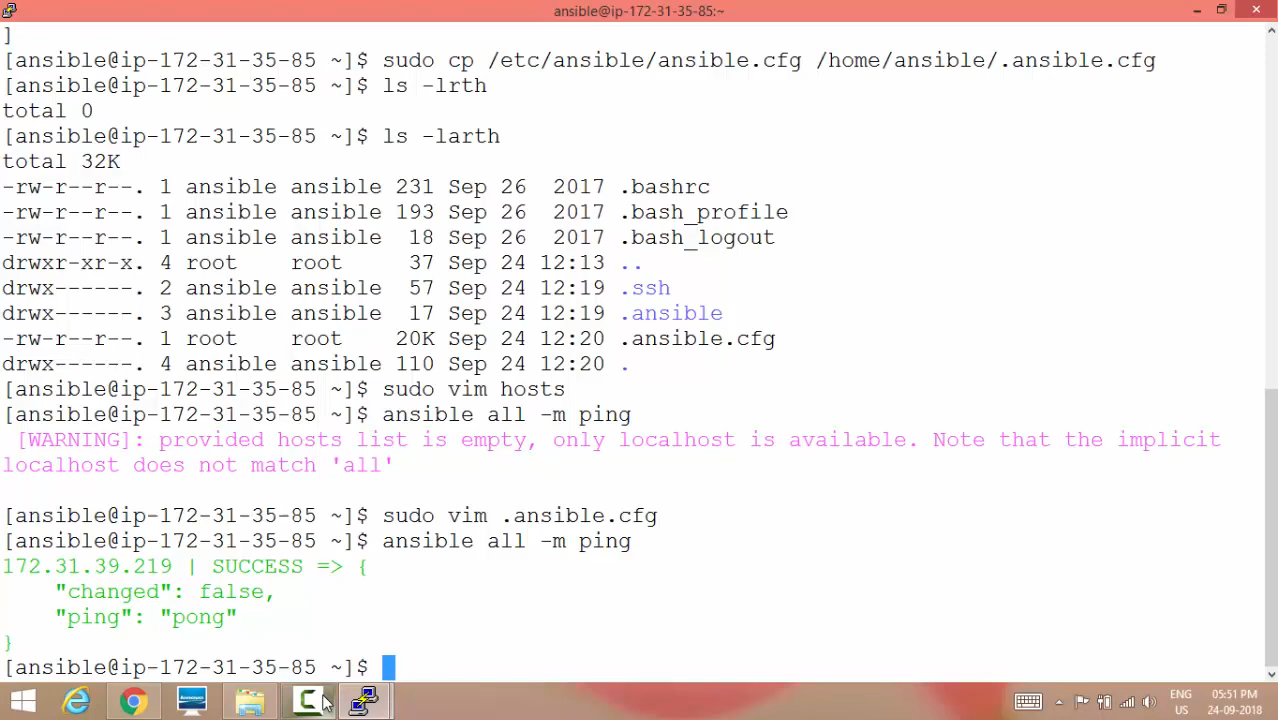 ansible@ip-172-31-35-85:~
]
[ansible@ip-172-31-35-85 ~]$ sudo cp /etc/ansible/ansible.cfg /home/ansible/.ansible.cfg
[ansible@ip-172-31-35-85 ~]$ ls -lrth
total 0
[ansible@ip-172-31-35-85 ~]$ ls -larth
total 32K
-rw-r--r--. 1 ansible ansible 231 Sep 26  2017 .bashrc
-rw-r--r--. 1 ansible ansible 193 Sep 26  2017 .bash_profile
-rw-r--r--. 1 ansible ansible  18 Sep 26  2017 .bash_logout
drwxr-xr-x. 4 root    root     37 Sep 24 12:13 ..
drwx------. 2 ansible ansible  57 Sep 24 12:19 .ssh
drwx------. 3 ansible ansible  17 Sep 24 12:19 .ansible
-rw-r--r--. 1 root    root    20K Sep 24 12:20 .ansible.cfg
drwx------. 4 ansible ansible 110 Sep 24 12:20 .
[ansible@ip-172-31-35-85 ~]$ sudo vim hosts
[ansible@ip-172-31-35-85 ~]$ ansible all -m ping
 [WARNING]: provided hosts list is empty, only localhost is available. Note that the implicit
localhost does not match 'all'
[ansible@ip-172-31-35-85 ~]$ sudo vim .ansible.cfg
[ansible@ip-172-31-35-85 ~]$ ansible all -m ping
172.31.39.219 | SUCCESS => {
    "changed": false,
    "ping": "pong"
}
[ansible@ip-172-31-35-85 ~]$
ENG 05:51 PM
US 24-09-2018